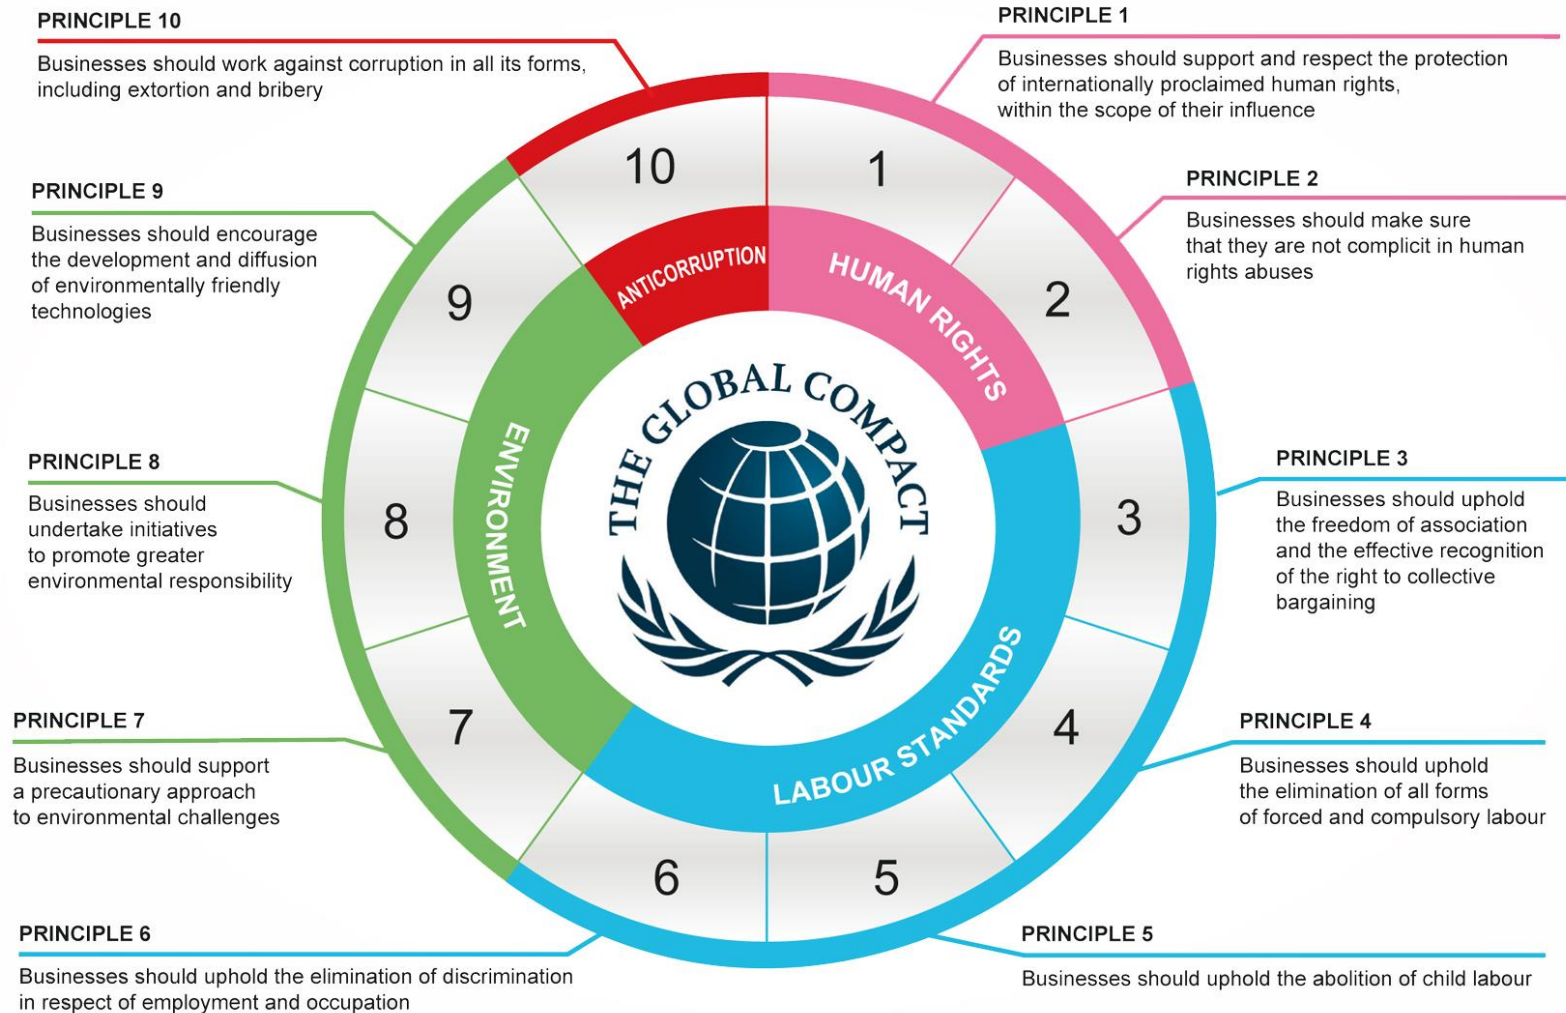 PRINCIPLE 10
Businesses should work against corruption in all its forms,
including extortion and bribery
PRINCIPLE 1
Businesses should support and respect the protection
of internationally proclaimed human rights,
within the scope of their influence
PRINCIPLE 9
Businesses should encourage
the development and diffusion
of environmentally friendly
technologies
PRINCIPLE 2
Businesses should make sure
that they are not complicit in human
rights abuses
PRINCIPLE 8
Businesses should
undertake initiatives
to promote greater
environmental responsibility
PRINCIPLE 3
Businesses should uphold
the freedom of association
and the effective recognition
of the right to collective
bargaining
PRINCIPLE 7
Businesses should support
a precautionary approach
to environmental challenges
PRINCIPLE 4
Businesses should uphold
the elimination of all forms
of forced and compulsory labour
PRINCIPLE 6
Businesses should uphold the elimination of discrimination
in respect of employment and occupation
PRINCIPLE 5
Businesses should uphold the abolition of child labour
10
1
9
2
8
3
7
4
6
5
ANTICORRUPTION
HUMAN RIGHTS
ENVIRONMENT
LABOUR STANDARDS
THE GLOBAL COMPACT